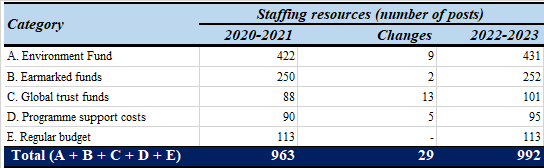 Category Staffing resources (number of posts)
2020-2021 Changes 2022-2023
A. Environment Fund 422 9 431
B. Earmarked funds 250 2 252
C. Global trust funds 88 13 101
D. Programme support costs 90 5 95
E. Regular budget 113 - 113
Total (A + B + C + D + E) 963 29 992